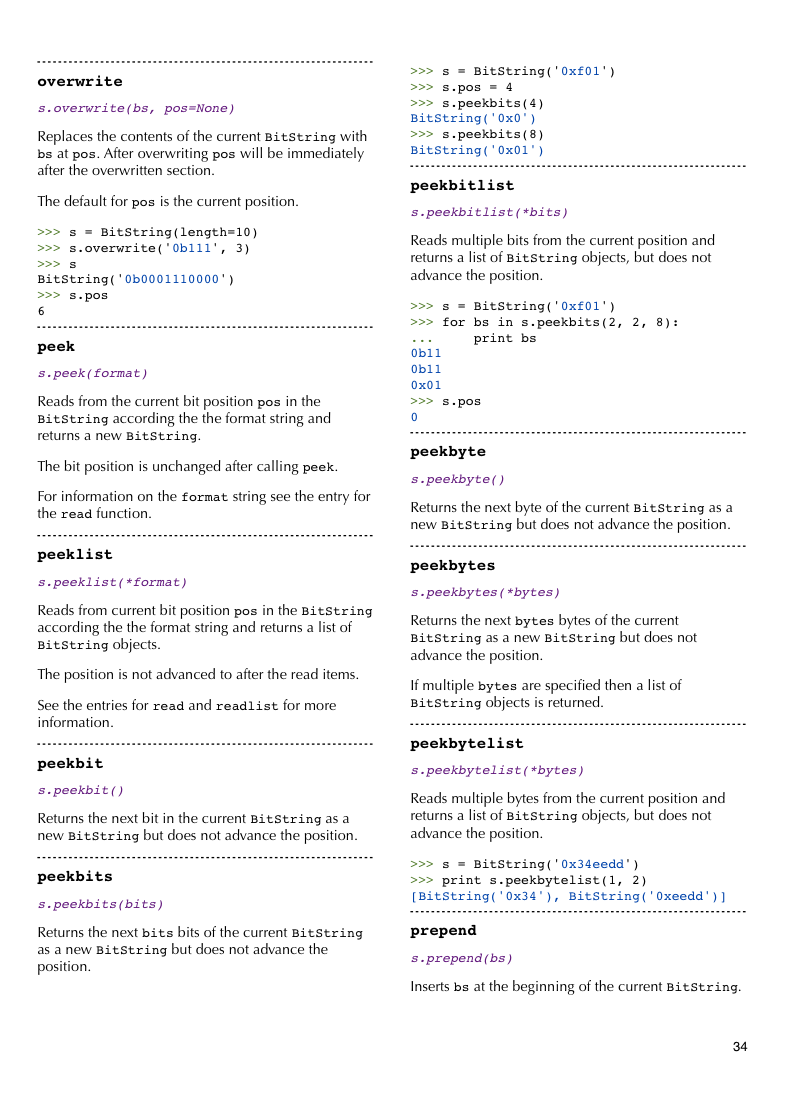 overwrite
s.overwrite(bs, pos=None)
Replaces the contents of the current BitString with
bs at pos. After overwriting pos will be immediately
after the overwritten section.
The default for pos is the current position.
>>> s = BitString(length=10)
>>> s.overwrite('0b111', 3)
>>> s
BitString('0b0001110000')
>>> s.pos
6
peek
s.peek(format)
Reads from the current bit position pos in the
BitString according the the format string and
returns a new BitString.
The bit position is unchanged after calling peek.
For information on the format string see the entry for
the read function.
peeklist
s.peeklist(*format)
Reads from current bit position pos in the BitString
according the the format string and returns a list of
BitString objects.
The position is not advanced to after the read items.
See the entries for read and readlist for more
information.
peekbit
s.peekbit()
Returns the next bit in the current BitString as a
new BitString but does not advance the position.
peekbits
s.peekbits(bits)
Returns the next bits bits of the current BitString
as a new BitString but does not advance the
position.
>>> s = BitString('0xf01')
>>> s.pos = 4
>>> s.peekbits(4)
BitString('0x0')
>>> s.peekbits(8)
BitString('0x01')
peekbitlist
s.peekbitlist(*bits)
Reads multiple bits from the current position and
returns a list of BitString objects, but does not
advance the position.
>>> s = BitString('0xf01')
>>> for bs in s.peekbits(2, 2, 8):
...     print bs
0b11
0b11
0x01
>>> s.pos
0
peekbyte
s.peekbyte()
Returns the next byte of the current BitString as a
new BitString but does not advance the position.
peekbytes
s.peekbytes(*bytes)
Returns the next bytes bytes of the current
BitString as a new BitString but does not
advance the position.
If multiple bytes are specified then a list of
BitString objects is returned.
peekbytelist
s.peekbytelist(*bytes)
Reads multiple bytes from the current position and
returns a list of BitString objects, but does not
advance the position.
>>> s = BitString('0x34eedd')
>>> print s.peekbytelist(1, 2)
[BitString('0x34'), BitString('0xeedd')]
prepend
s.prepend(bs)
Inserts bs at the beginning of the current BitString.
34